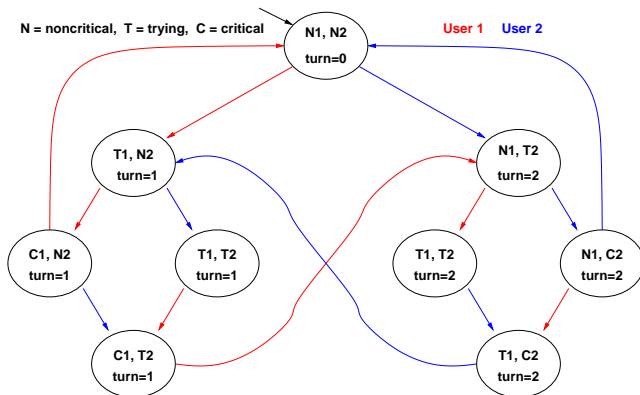 N = noncritical, T = trying, C = critical
User 1 User 2
N1, N2
turn=0
T1, N2
turn=1
N1, T2
turn=2
C1, N2
turn=1
T1, T2
turn=1
T1, T2
turn=2
N1, C2
turn=2
C1, T2
turn=1
T1, C2
turn=2